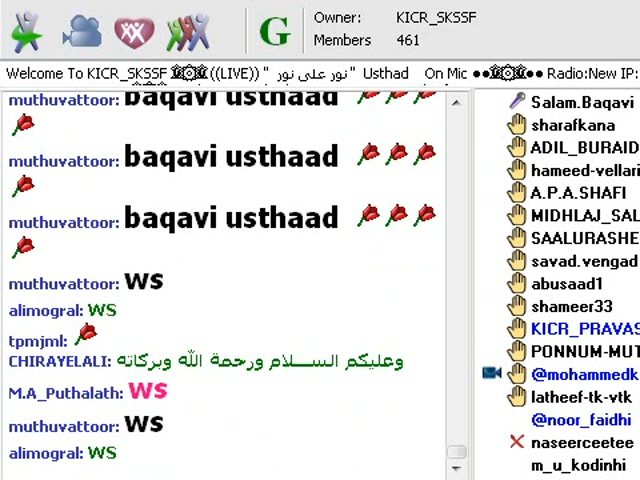 G
Owner: KICR_SKSSF
Members 461
Welcome To KICR_SKSSF ((LIVE)) " نور على نور " Usthad On Mic ●● ●● Radio:New IP:
muthuvattoor: baqavi usthaad
muthuvattoor: baqavi usthaad
muthuvattoor: baqavi usthaad
muthuvattoor: ws
alimogral: ws
tpmjml:
CHIRAYELALI: وعليكم الســـلام ورحمة الله وبركاته
M.A_Puthalath: ws
muthuvattoor: ws
alimogral: ws
Salam.Baqavi
sharafkana
ADIL_BURAID
hameed-vellari
A.P.A.SHAFI
MIDHLAJ_SAL
SAALURASHE
savad.vengad
abusaad1
shameer33
KICR_PRAVAS
PONNUM-MUT
@mohammedk
latheef-tk-vtk
@noor_faidhi
naseerceetee
m_u_kodinhi